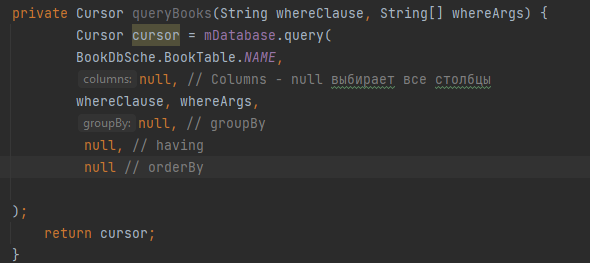 private Cursor queryBooks(String whereClause, String[] whereArgs) {
Cursor cursor = mDatabase.query(
BookDbSche.BookTable.NAME,
columns: null, // Columns - null выбирает все столбцы
whereClause, whereArgs,
groupBy: null, // groupBy
null, // having
null // orderBy
);
return cursor;
}